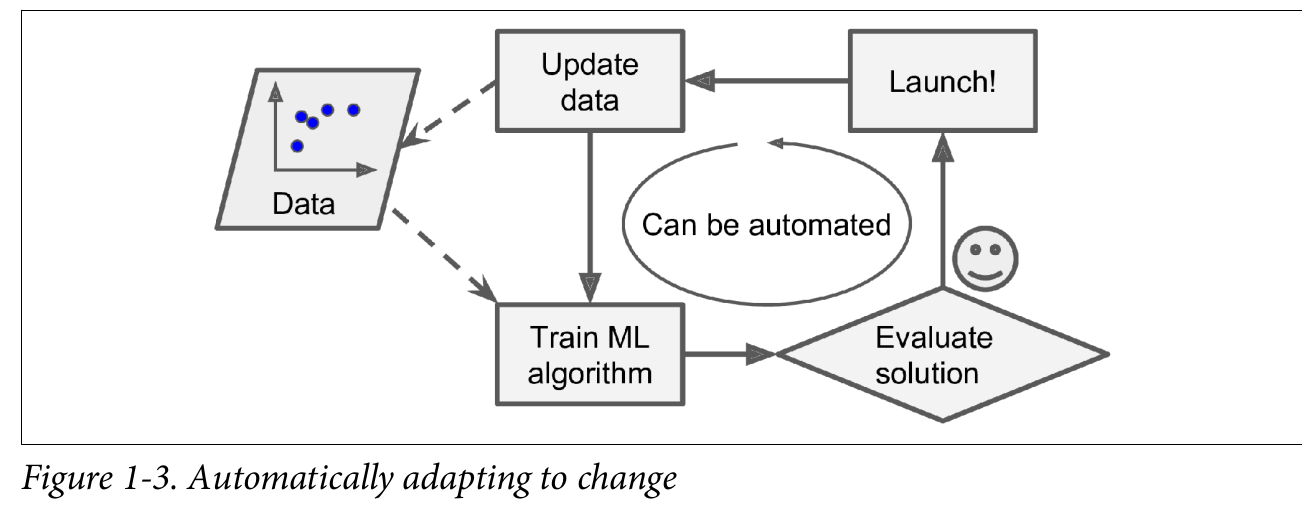 Update
data
Launch!
Data
Can be automated
Train ML
algorithm
Evaluate
solution
Figure 1-3. Automatically adapting to change